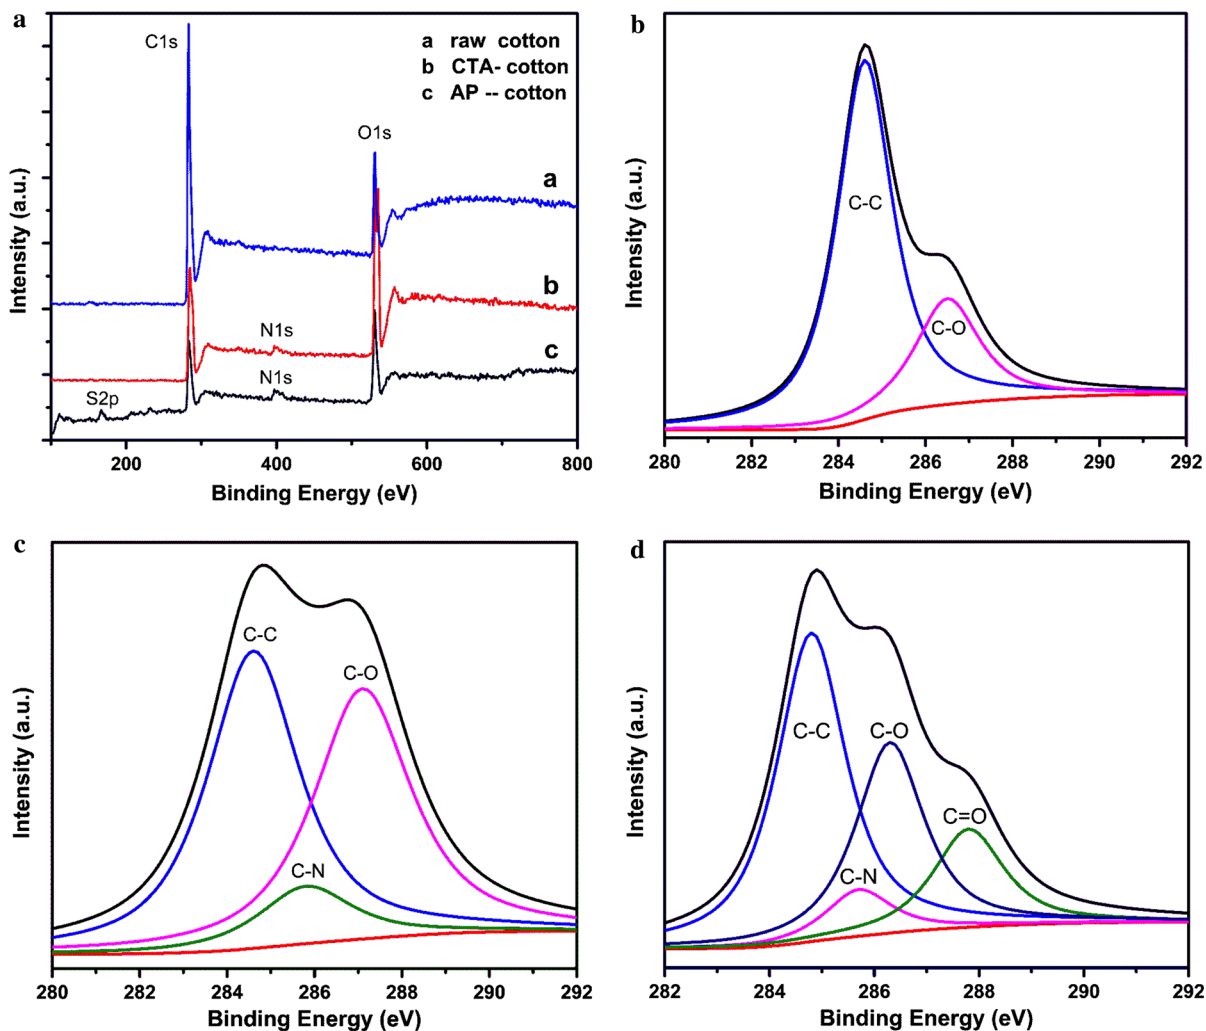 a
C1s
a raw cotton
b CTA- cotton
c AP -- cotton
O1s
a
b
N1s
c
N1s
S2p
Intensity (a.u.)
200 400 600 800
Binding Energy (eV)
b
C-C
C-O
Intensity (a.u.)
280 282 284 286 288 290 292
Binding Energy (eV)
c
C-C
C-O
C-N
Intensity (a.u.)
280 282 284 286 288 290 292
Binding Energy (eV)
d
C-C
C-O
C=O
C-N
Intensity (a.u.)
282 284 286 288 290 292
Binding Energy (eV)